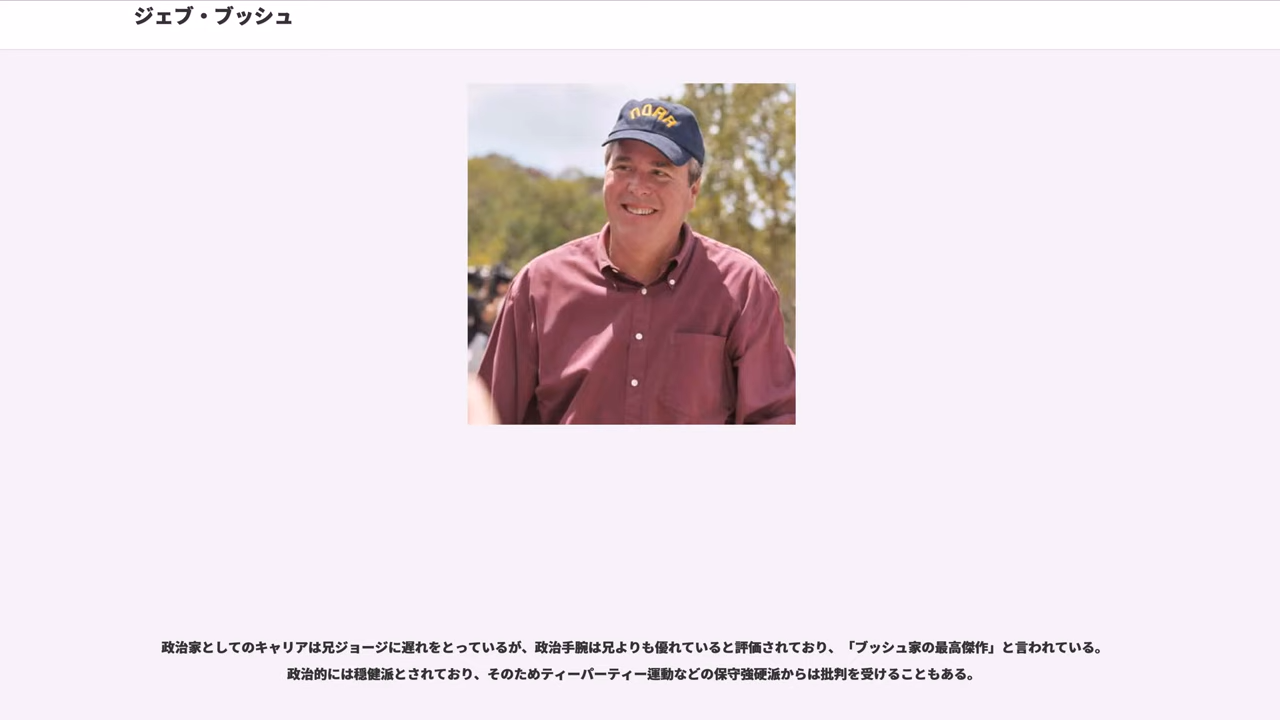 ジェブ・ブッシュ
NOAA
政治家としてのキャリアは兄ジョージに遅れをとっているが、政治手腕は兄よりも優れていると評価されており、「ブッシュ家の最高傑作」と言われている。
政治的には穏健派とされており、そのためティーパーティー運動などの保守強硬派からは批判を受けることもある。